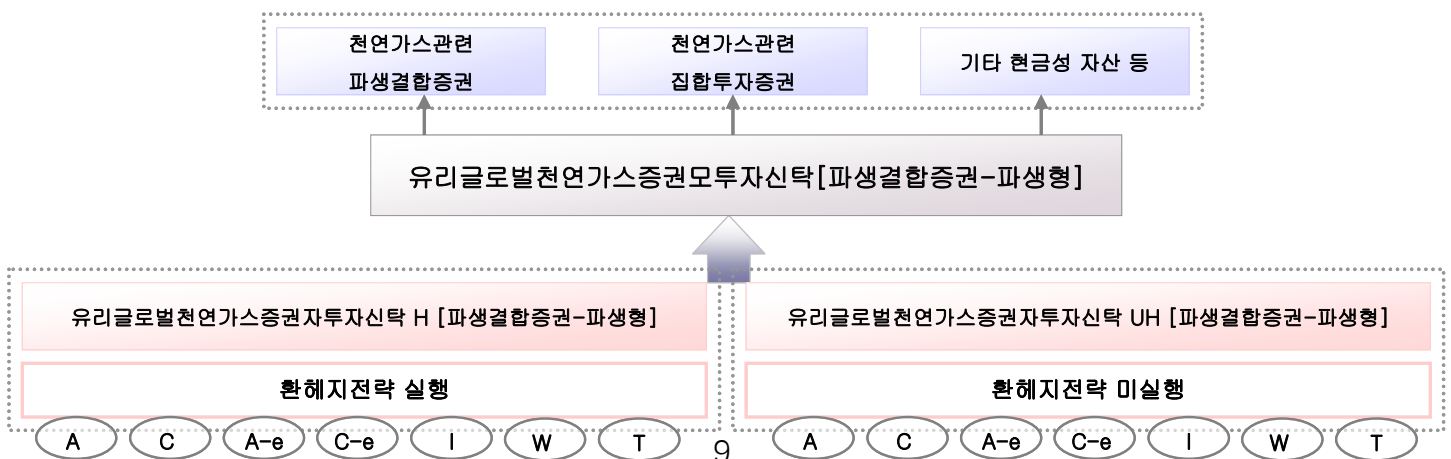 천연가스관련
파생결합증권
천연가스관련
집합투자증권
기타 현금성 자산 등
유리글로벌천연가스증권모투자신탁[파생결합증권-파생형]
유리글로벌천연가스증권자투자신탁 H [파생결합증권-파생형]
환헤지전략 실행
A C A-e C-e I W T
유리글로벌천연가스증권자투자신탁 UH [파생결합증권-파생형]
환헤지전략 미실행
A C A-e C-e I W T
9